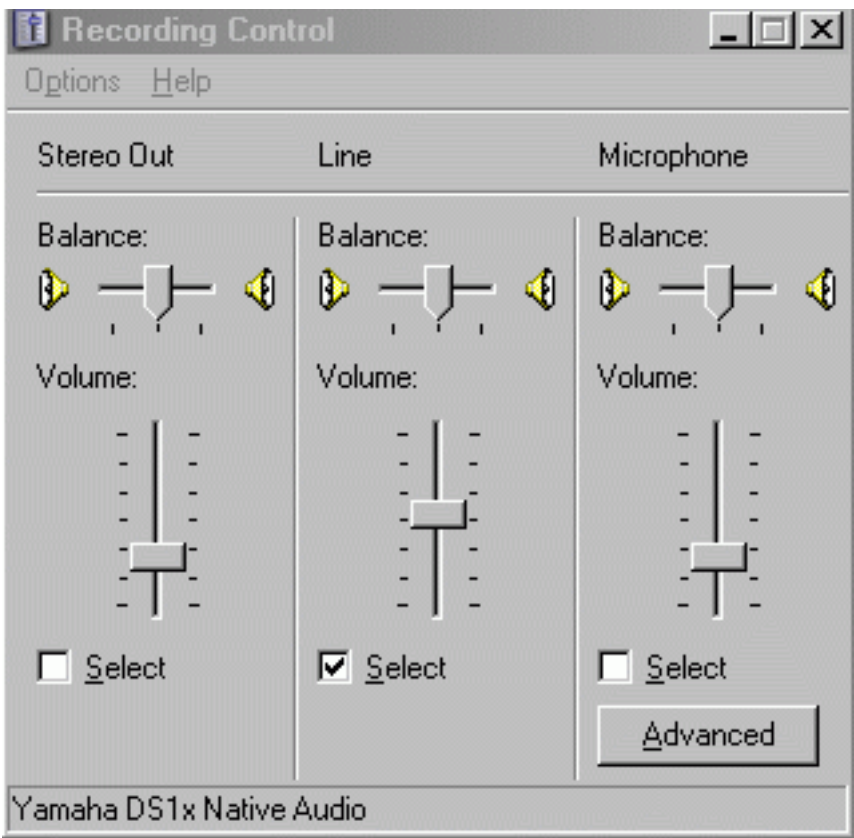 Recording Control
Options Help
Stereo Out Line Microphone
Balance: Balance: Balance:
Volume: Volume: Volume:
Select Select Select
Advanced
Yamaha DS1x Native Audio